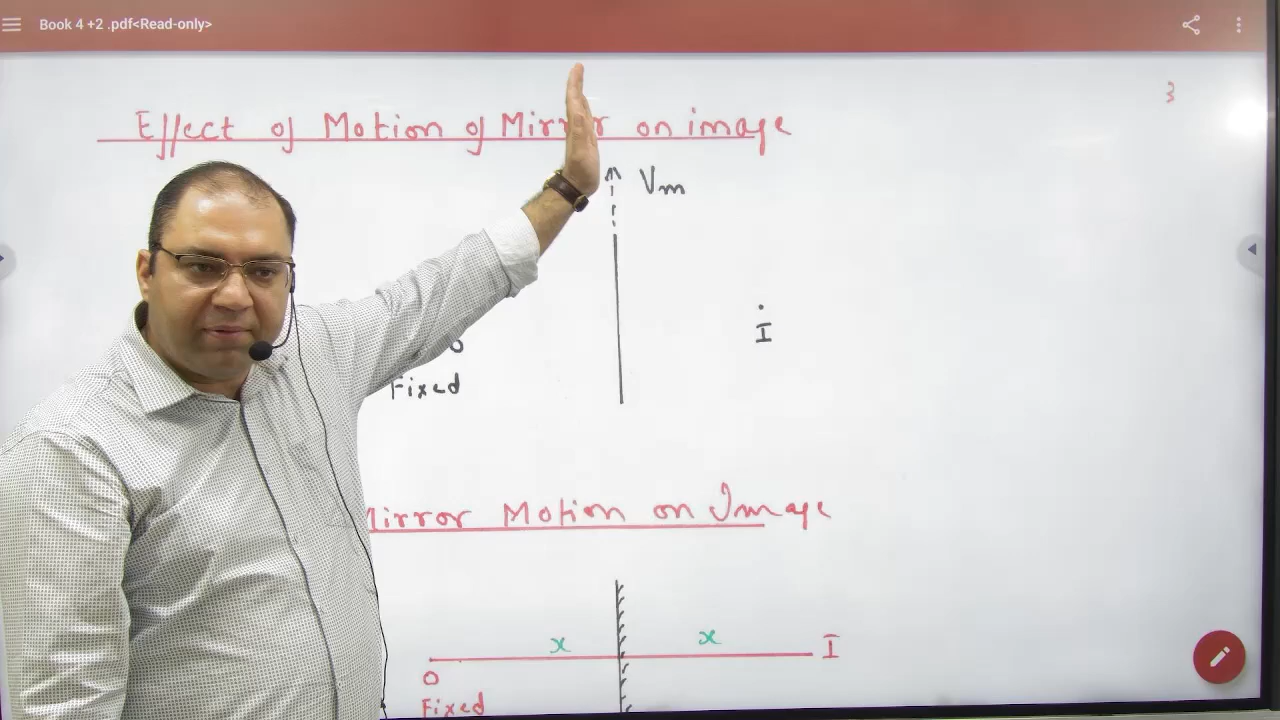 Book 4 +2 .pdf<Read-only>
3
Effect of Motion of Mirror on image
Vm
I
O
Fixed
Mirror Motion on Image
x x
I
O
Fixed